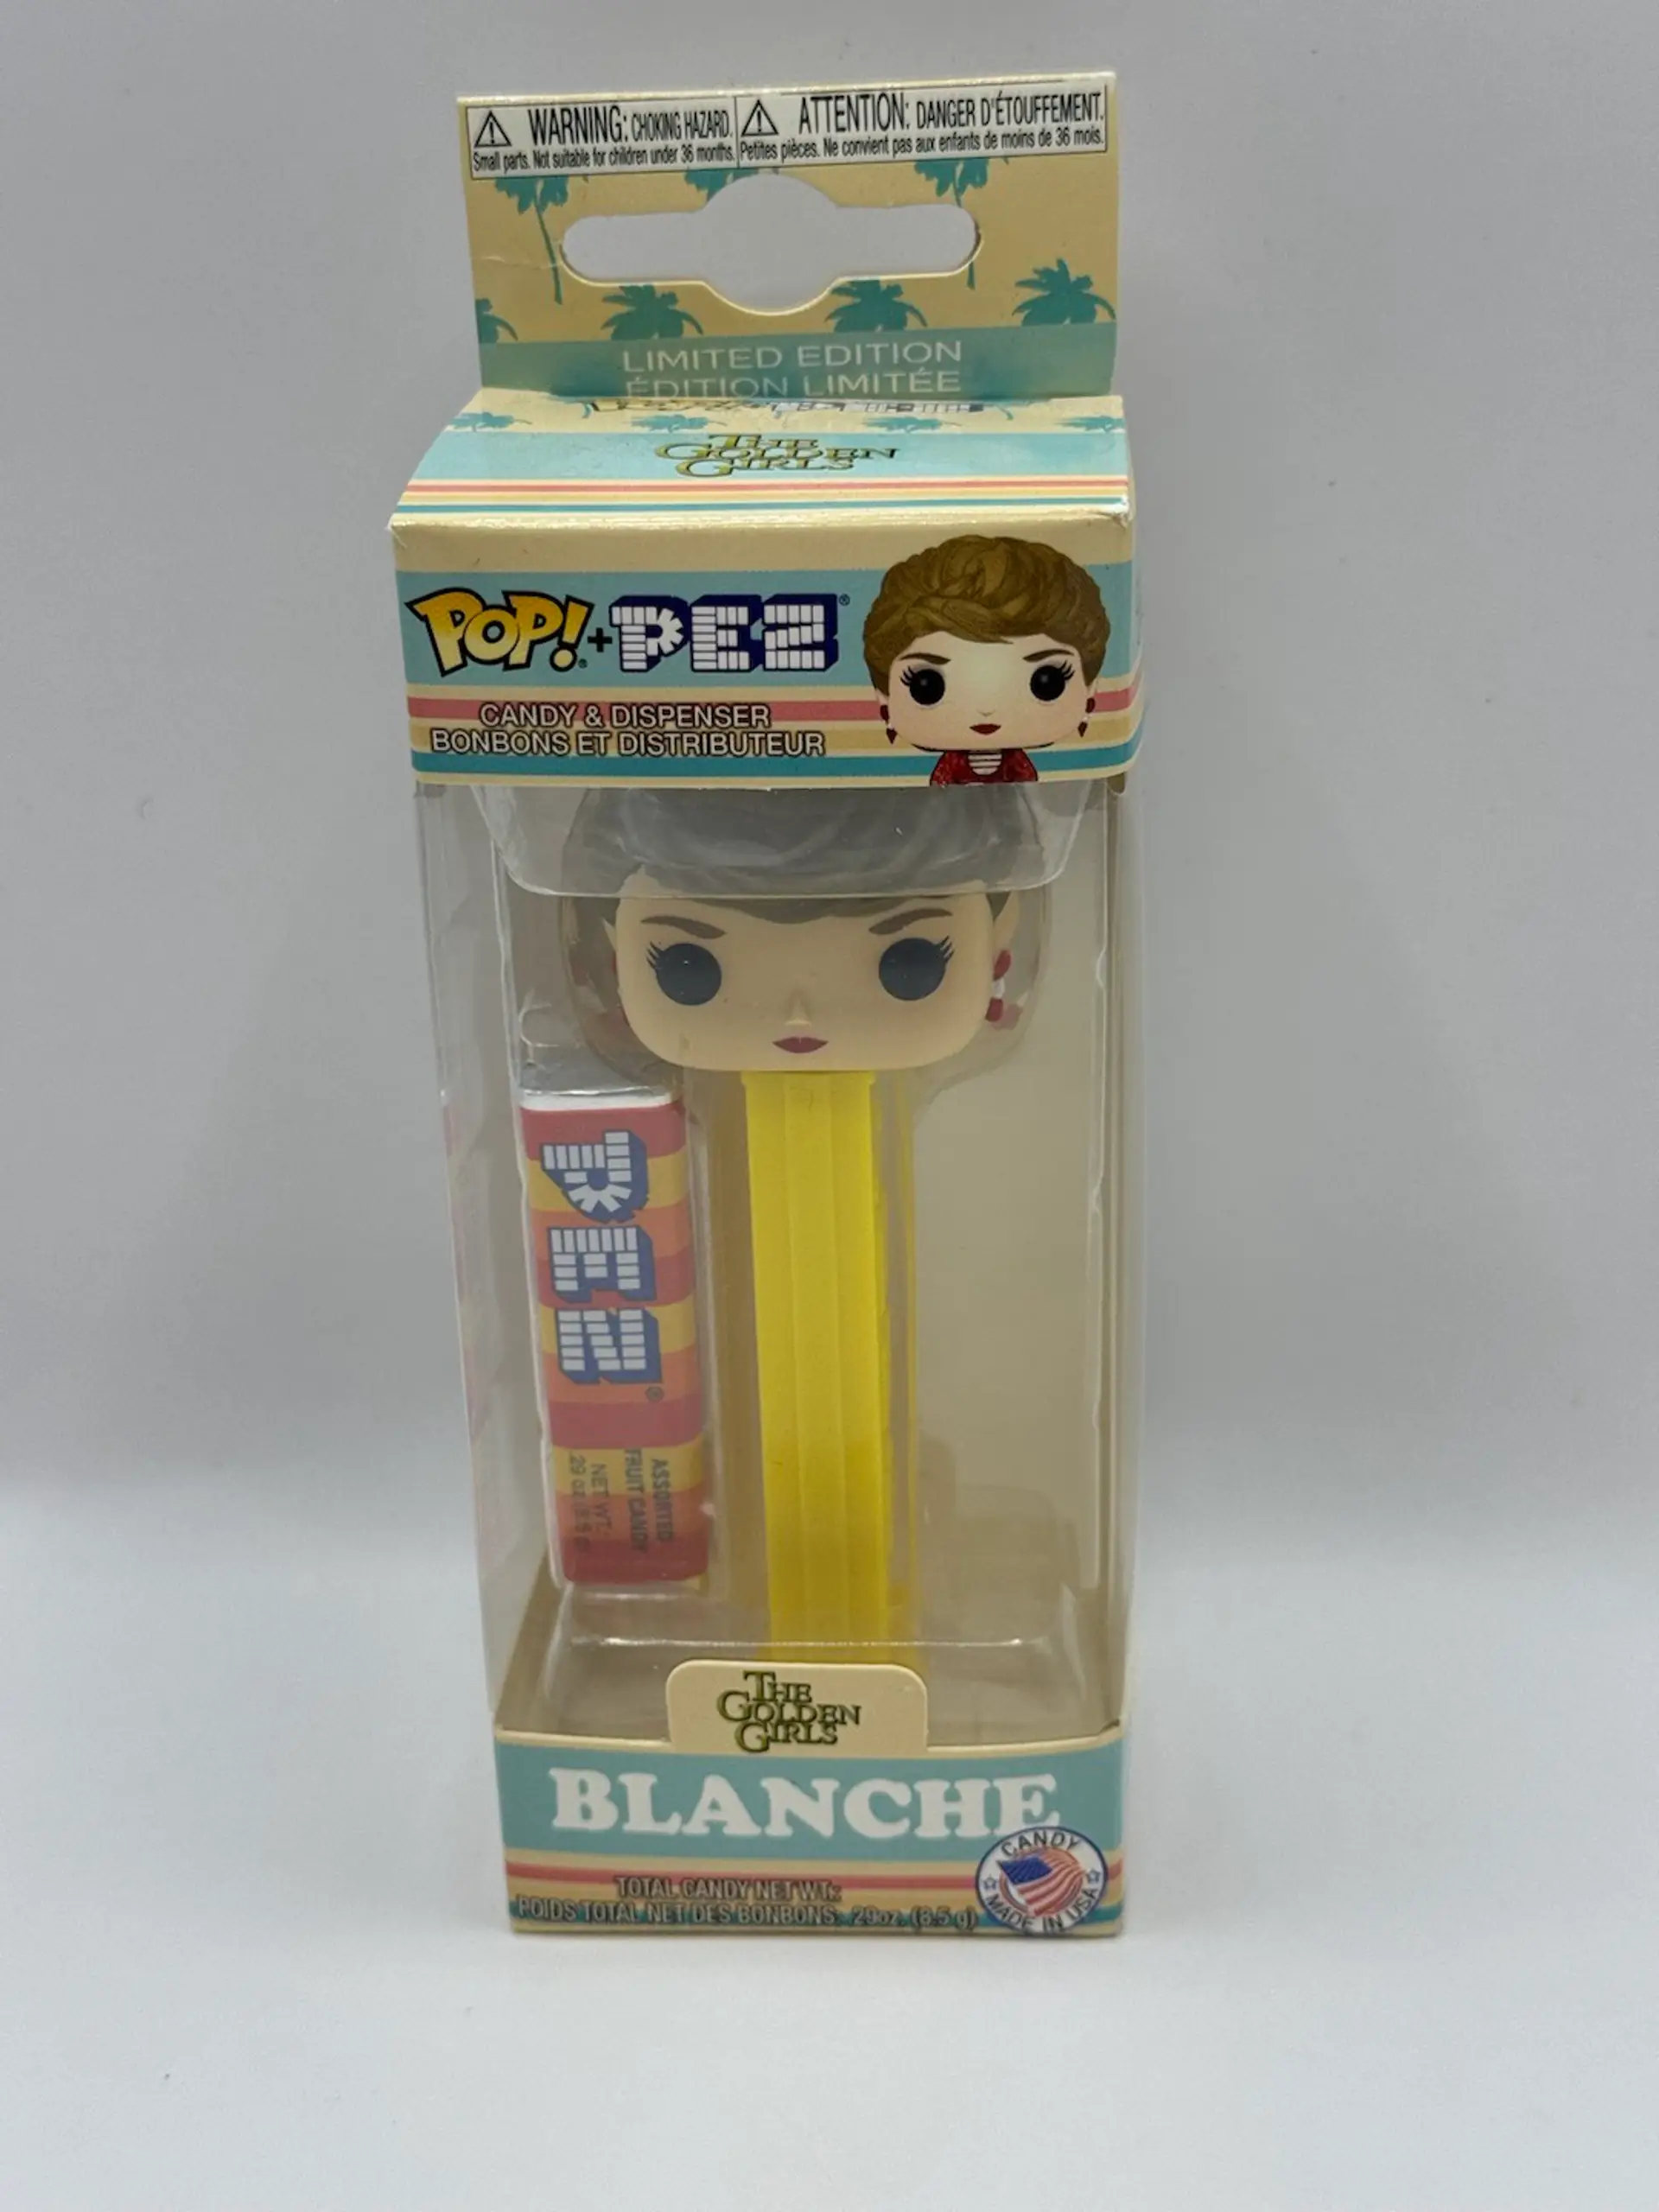 WARNING: CHOKING HAZARD.
Small parts. Not suitable for children under 36 months.
ATTENTION: DANGER D'ÉTOUFFEMENT.
Petites pièces. Ne convient pas aux enfants de moins de 36 mois.
LIMITED EDITION
ÉDITION LIMITÉE
THE
GOLDEN
GIRLS
POP!® + PEZ®
CANDY & DISPENSER
BONBONS ET DISTRIBUTEUR
PEZ®
ASSORTED
FRUIT CANDY
NET WT.
THE
GOLDEN
GIRLS
BLANCHE
TOTAL CANDY NET WT:
POIDS TOTAL NET DES BONBONS: .29oz. (8.5 g)
CANDY
MADE IN USA